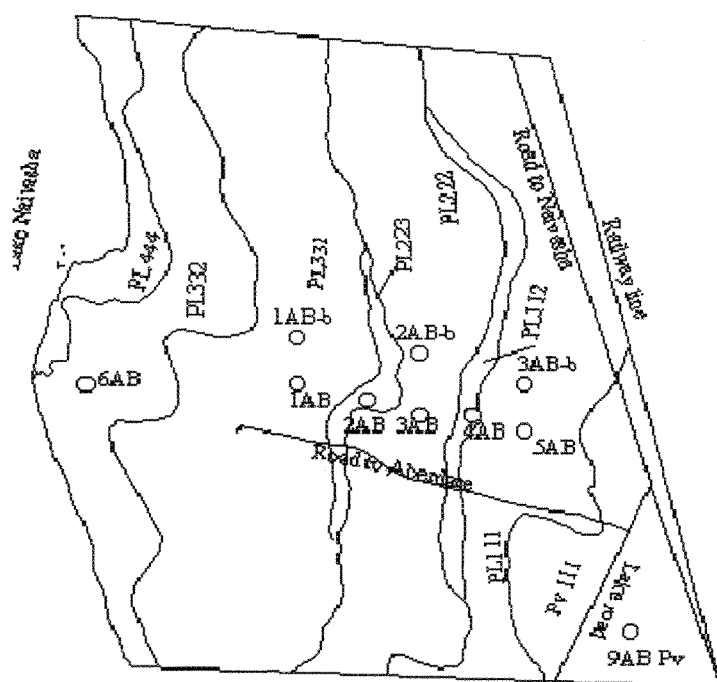 Lake Naivasha
PL444
PL332
PL331
PL223
PL222
PL112
Road to Naivasha
Railway line
1AB-b
2AB-b
3AB-b
6AB
1AB
2AB
3AB
4AB
5AB
Road to
PL111
Pv 111
9AB Pv